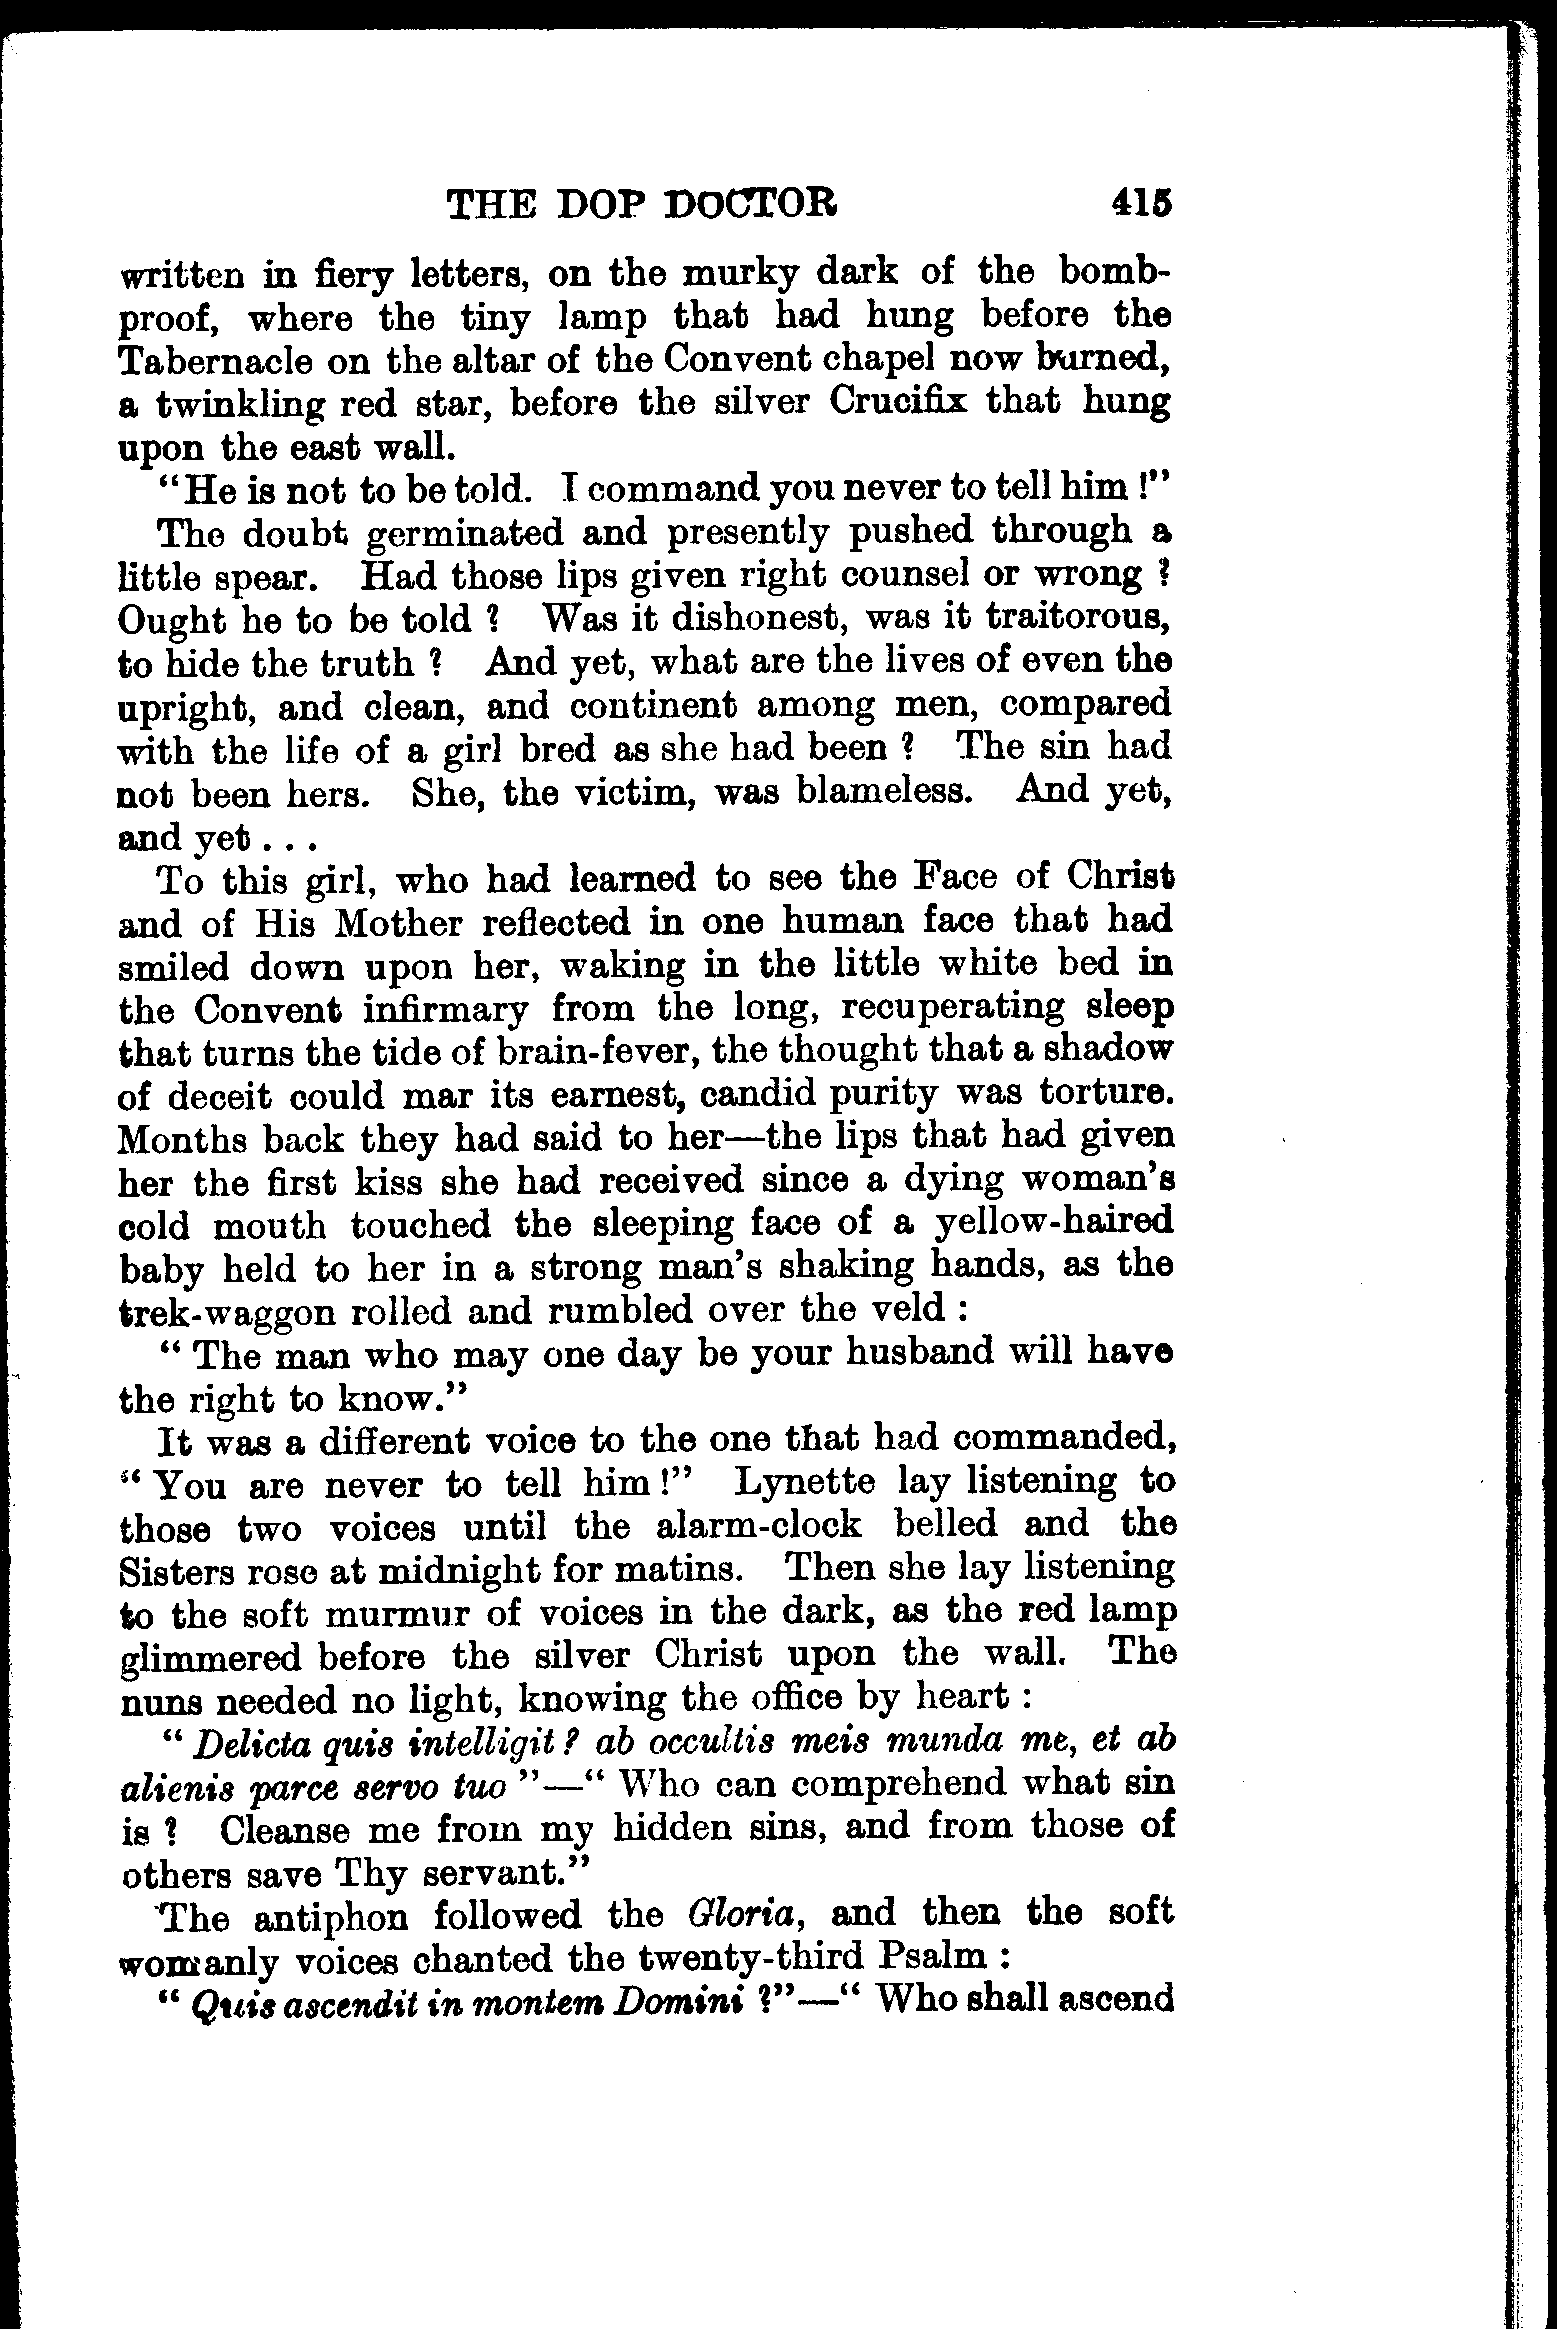 THE DOP DOCTOR 415
written in fiery letters, on the murky dark of the bomb-
proof, where the tiny lamp that had hung before the
Tabernacle on the altar of the Convent chapel now burned,
a twinkling red star, before the silver Crucifix that hung
upon the east wall.
“He is not to be told. I command you never to tell him !”
The doubt germinated and presently pushed through a
little spear. Had those lips given right counsel or wrong ?
Ought he to be told ? Was it dishonest, was it traitorous,
to hide the truth ? And yet, what are the lives of even the
upright, and clean, and continent among men, compared
with the life of a girl bred as she had been ? The sin had
not been hers. She, the victim, was blameless. And yet,
and yet . . .
To this girl, who had learned to see the Face of Christ
and of His Mother reflected in one human face that had
smiled down upon her, waking in the little white bed in
the Convent infirmary from the long, recuperating sleep
that turns the tide of brain-fever, the thought that a shadow
of deceit could mar its earnest, candid purity was torture.
Months back they had said to her—the lips that had given
her the first kiss she had received since a dying woman’s
cold mouth touched the sleeping face of a yellow-haired
baby held to her in a strong man’s shaking hands, as the
trek-waggon rolled and rumbled over the veld :
“ The man who may one day be your husband will have
the right to know.”
It was a different voice to the one that had commanded,
“ You are never to tell him !” Lynette lay listening to
those two voices until the alarm-clock belled and the
Sisters rose at midnight for matins. Then she lay listening
to the soft murmur of voices in the dark, as the red lamp
glimmered before the silver Christ upon the wall. The
nuns needed no light, knowing the office by heart :
“ Delicta quis intelligit ? ab occultis meis munda me, et ab
alienis parce servo tuo ”—“ Who can comprehend what sin
is ? Cleanse me from my hidden sins, and from those of
others save Thy servant.”
The antiphon followed the Gloria, and then the soft
womanly voices chanted the twenty-third Psalm :
“ Quis ascendit in montem Domini ?”—“ Who shall ascend